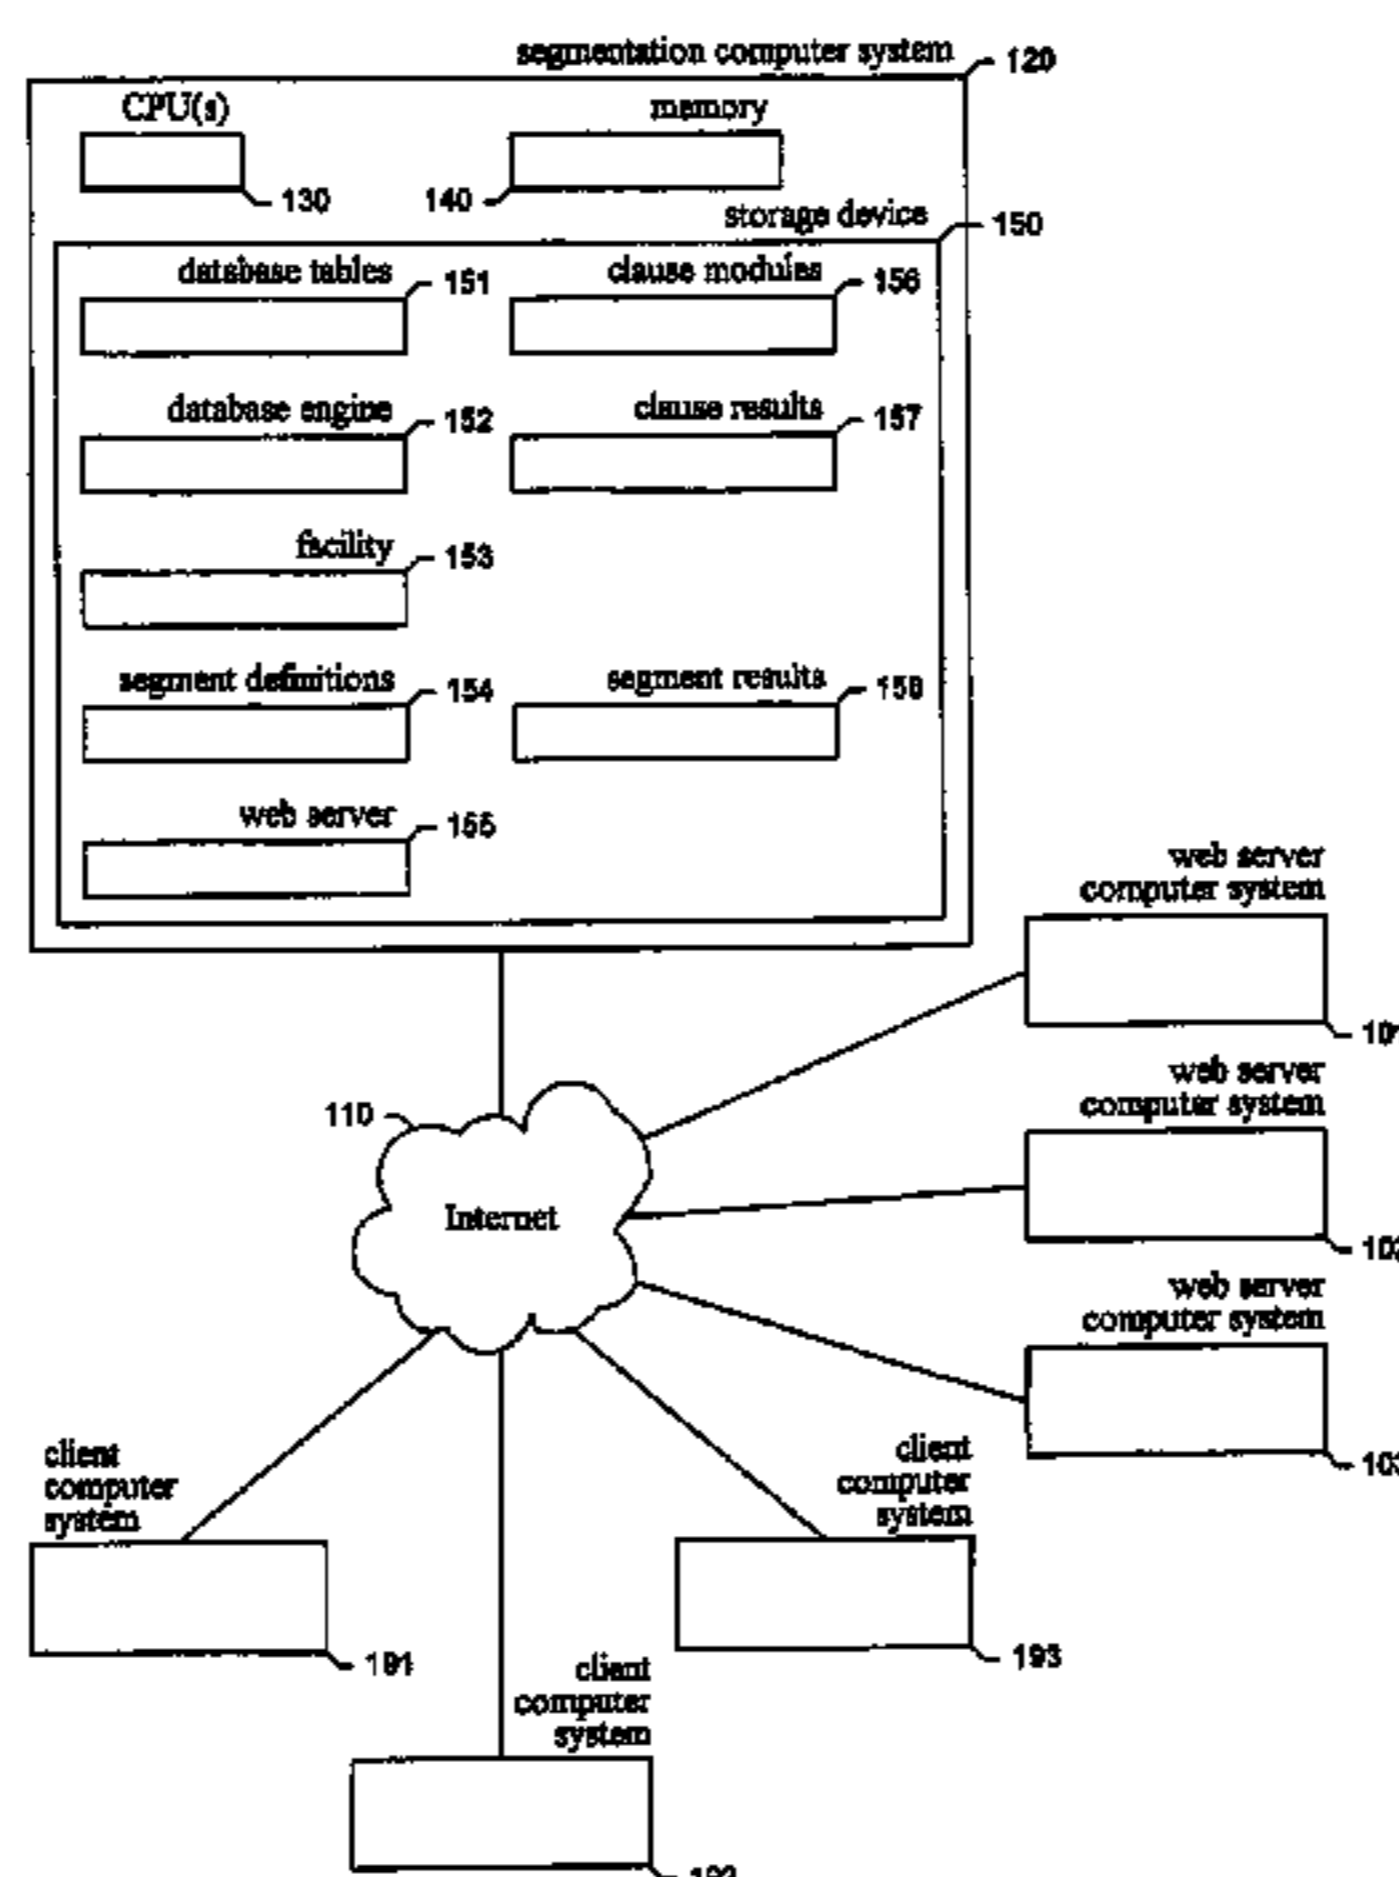 segmentation computer system 120
CPU(s)
130
memory
140
storage device 150
database tables 151
clause modules 156
database engine 152
clause results 157
facility 153
segment definitions 154
segment results 158
web server 155
web server
computer system
web server
computer system
110
Internet
web server
computer system
client
computer
system
191
client
computer
system
193
client
computer
system